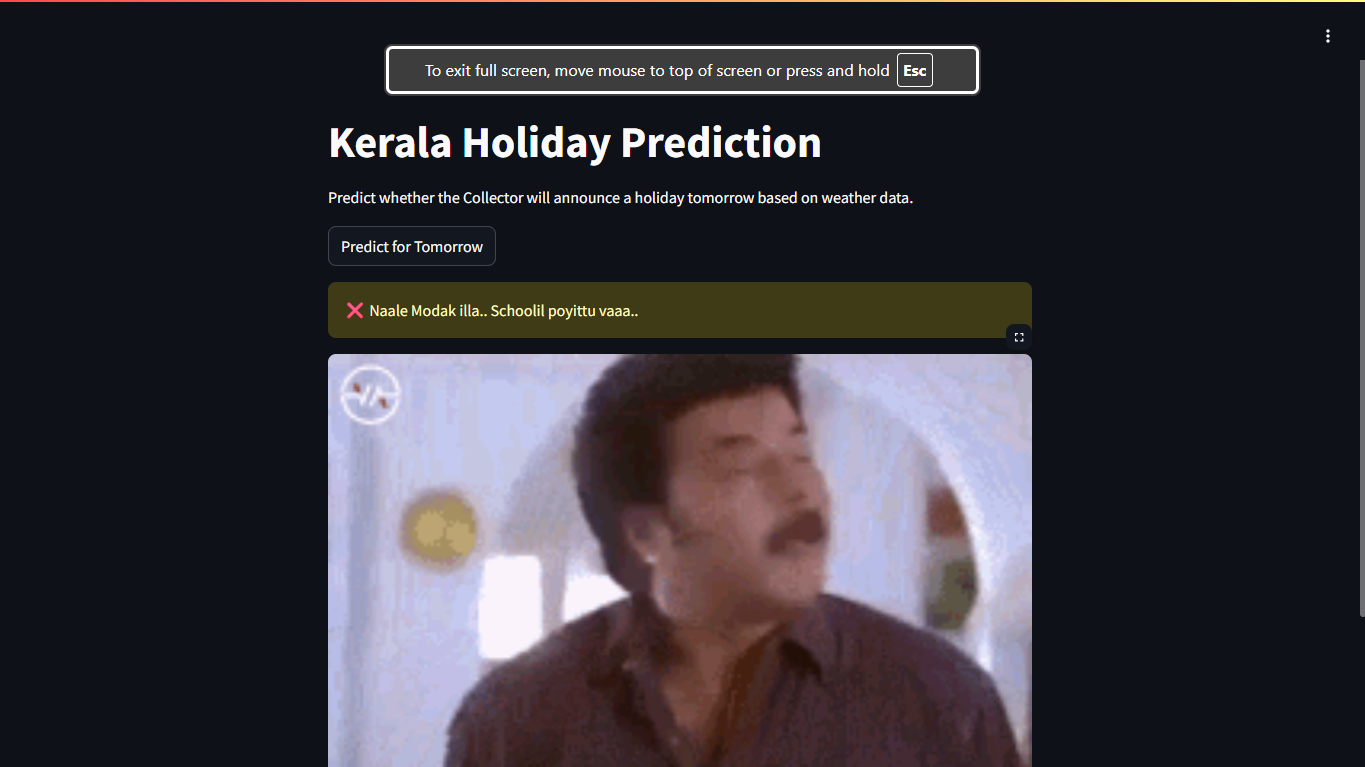 To exit full screen, move mouse to top of screen or press and hold Esc
Kerala Holiday Prediction
Predict whether the Collector will announce a holiday tomorrow based on weather data.
Predict for Tomorrow
❌ Naale Modak illa.. Schoolil poyittu vaaa..